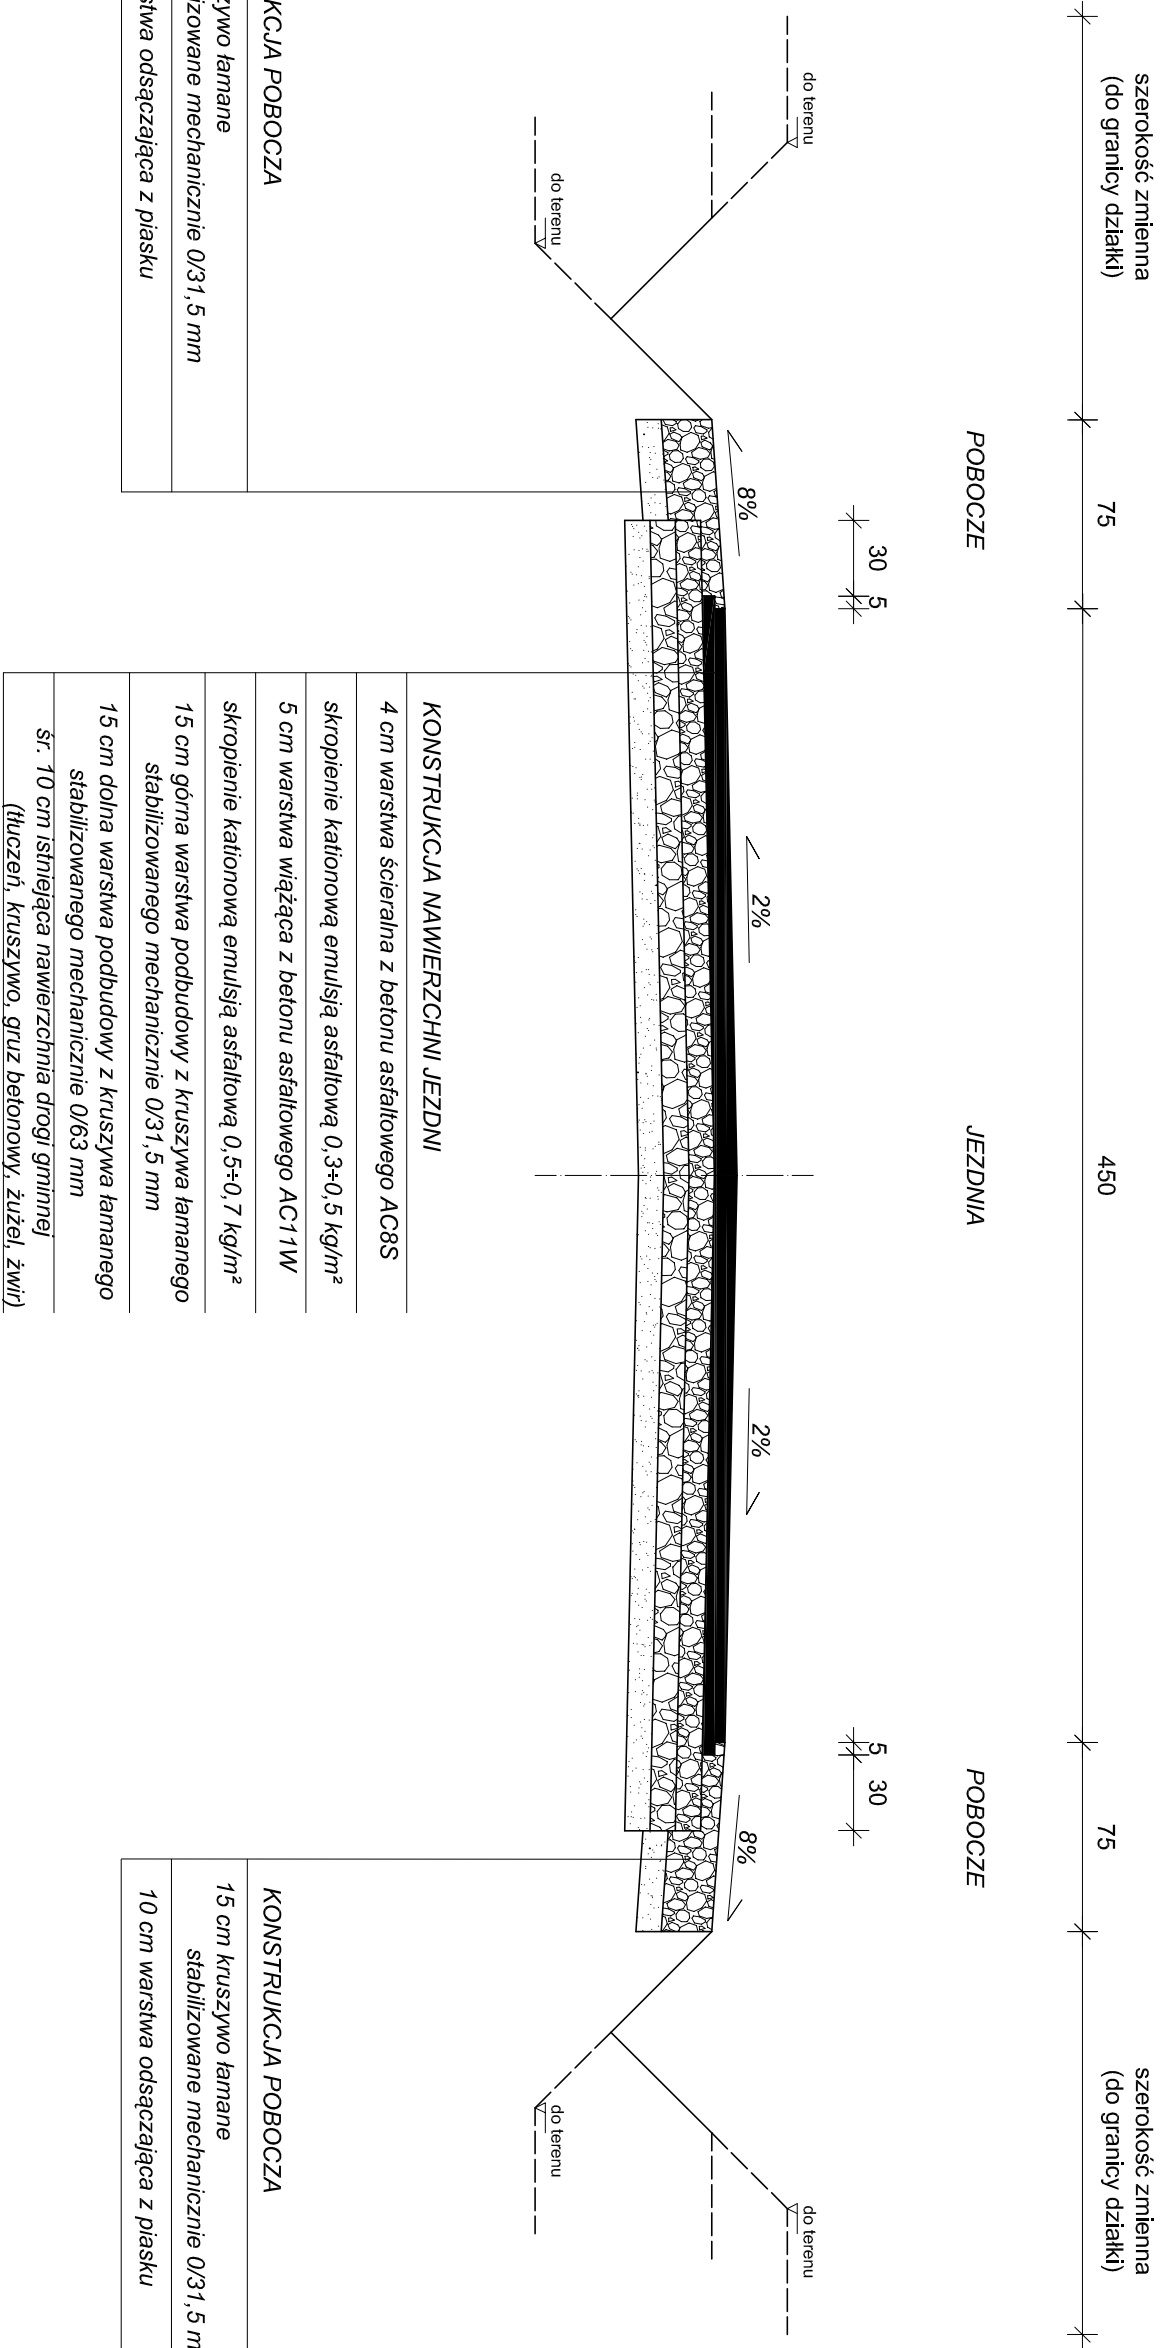 szerokość zmienna
(do granicy działki)
75
450
75
szerokość zmienna
(do granicy działki)
POBOCZE
JEZDNIA
POBOCZE
30
5
5
30
do terenu
do terenu
8%
2%
2%
8%
do terenu
do terenu
KONSTRUKCJA NAWIERZCHNI JEZDNI
4 cm warstwa ścieralna z betonu asfaltowego AC8S
skropienie kationową emulsją asfaltową 0,3÷0,5 kg/m²
5 cm warstwa wiążąca z betonu asfaltowego AC11W
skropienie kationową emulsją asfaltową 0,5÷0,7 kg/m²
15 cm górna warstwa podbudowy z kruszywa łamanego
stabilizowanego mechanicznie 0/31,5 mm
15 cm dolna warstwa podbudowy z kruszywa łamanego
stabilizowanego mechanicznie 0/63 mm
śr. 10 cm istniejąca nawierzchnia drogi gminnej
(tłuczeń, kruszywo, gruz betonowy, żużel, żwir)
KCJA POBOCZA
zywo łamane
izowane mechanicznie 0/31,5 mm
stwa odsączająca z piasku
KONSTRUKCJA POBOCZA
15 cm kruszywo łamane
stabilizowane mechanicznie 0/31,5 m
10 cm warstwa odsączająca z piasku